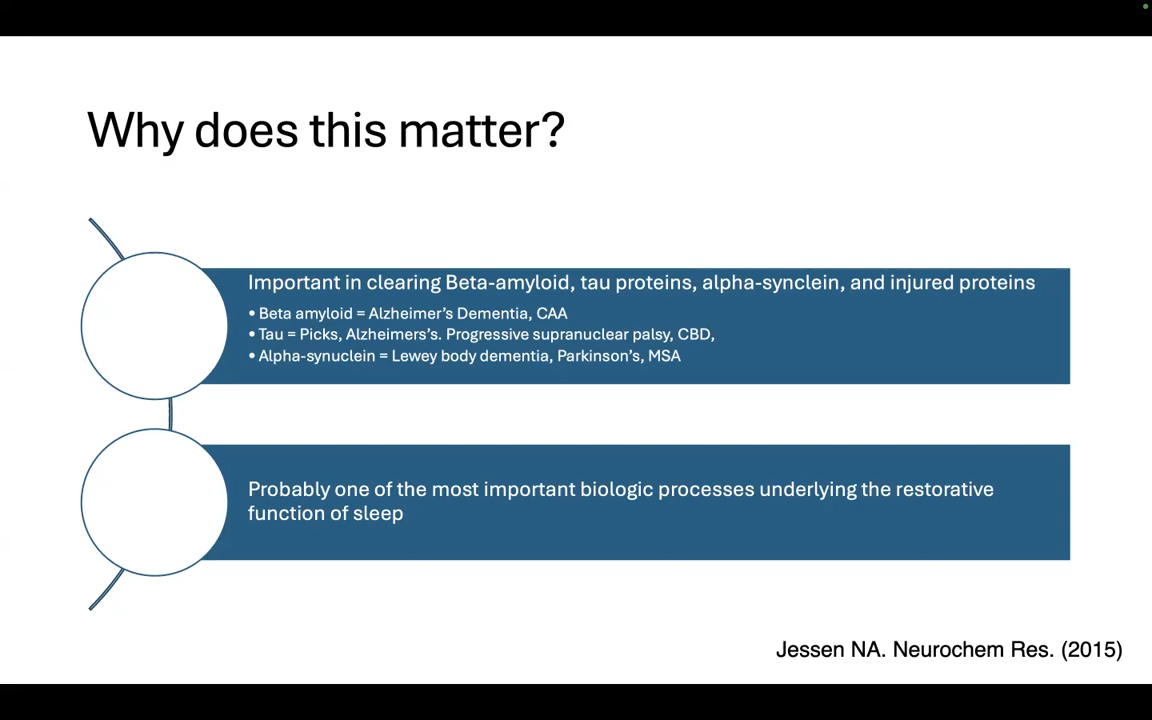 Why does this matter?
Important in clearing Beta-amyloid, tau proteins, alpha-synclein, and injured proteins
• Beta amyloid = Alzheimer’s Dementia, CAA
• Tau = Picks, Alzheimers’s. Progressive supranuclear palsy, CBD,
• Alpha-synuclein = Lewey body dementia, Parkinson’s, MSA
Probably one of the most important biologic processes underlying the restorative
function of sleep
Jessen NA. Neurochem Res. (2015)